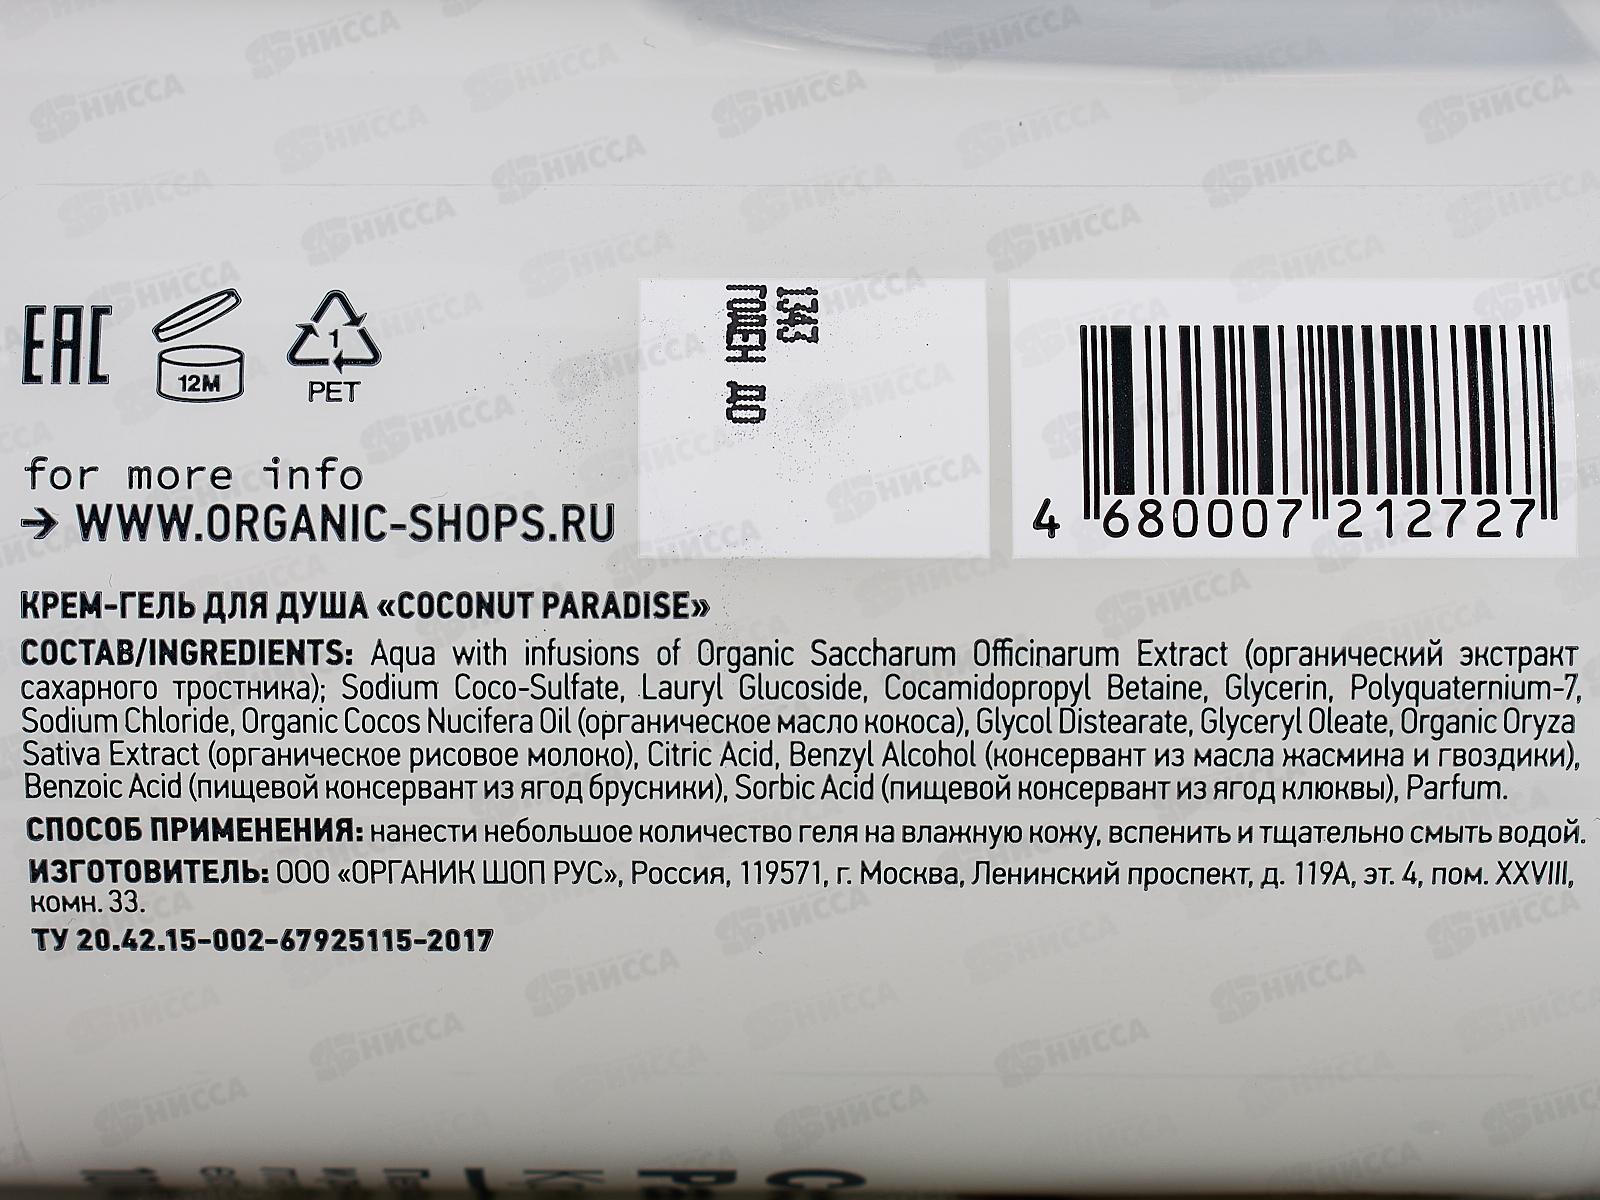 EAC
12M
1
PET
for more info
→ WWW.ORGANIC-SHOPS.RU
1343
ГОДЕН ДО
4 680007 212727
КРЕМ-ГЕЛЬ ДЛЯ ДУША «COCONUT PARADISE»
СОСТАВ/INGREDIENTS: Aqua with infusions of Organic Saccharum Officinarum Extract (органический экстракт
сахарного тростника); Sodium Coco-Sulfate, Lauryl Glucoside, Cocamidopropyl Betaine, Glycerin, Polyquaternium-7,
Sodium Chloride, Organic Cocos Nucifera Oil (органическое масло кокоса), Glycol Distearate, Glyceryl Oleate, Organic Oryza
Sativa Extract (органическое рисовое молоко), Citric Acid, Benzyl Alcohol (консервант из масла жасмина и гвоздики),
Benzoic Acid (пищевой консервант из ягод брусники), Sorbic Acid (пищевой консервант из ягод клюквы), Parfum.
СПОСОБ ПРИМЕНЕНИЯ: нанести небольшое количество геля на влажную кожу, вспенить и тщательно смыть водой.
ИЗГОТОВИТЕЛЬ: ООО «ОРГАНИК ШОП РУС», Россия, 119571, г. Москва, Ленинский проспект, д. 119А, эт. 4, пом. XXVIII,
комн. 33.
ТУ 20.42.15-002-67925115-2017
НИССА